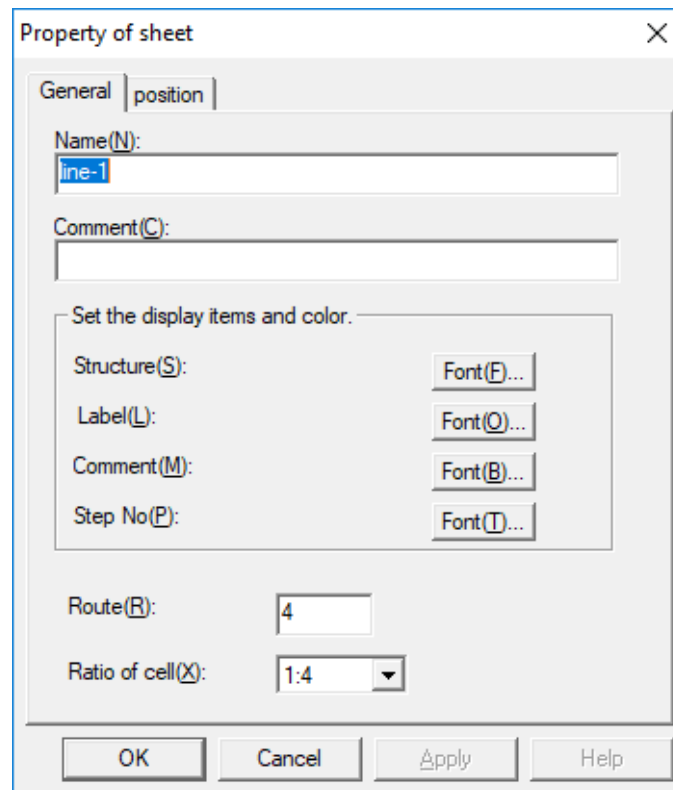 Property of sheet
General position
Name(N):
line-1
Comment(C):
Set the display items and color.
Structure(S): Font(F)...
Label(L): Font(O)...
Comment(M): Font(B)...
Step No(P): Font(T)...
Route(R): 4
Ratio of cell(X): 1:4
OK Cancel Apply Help